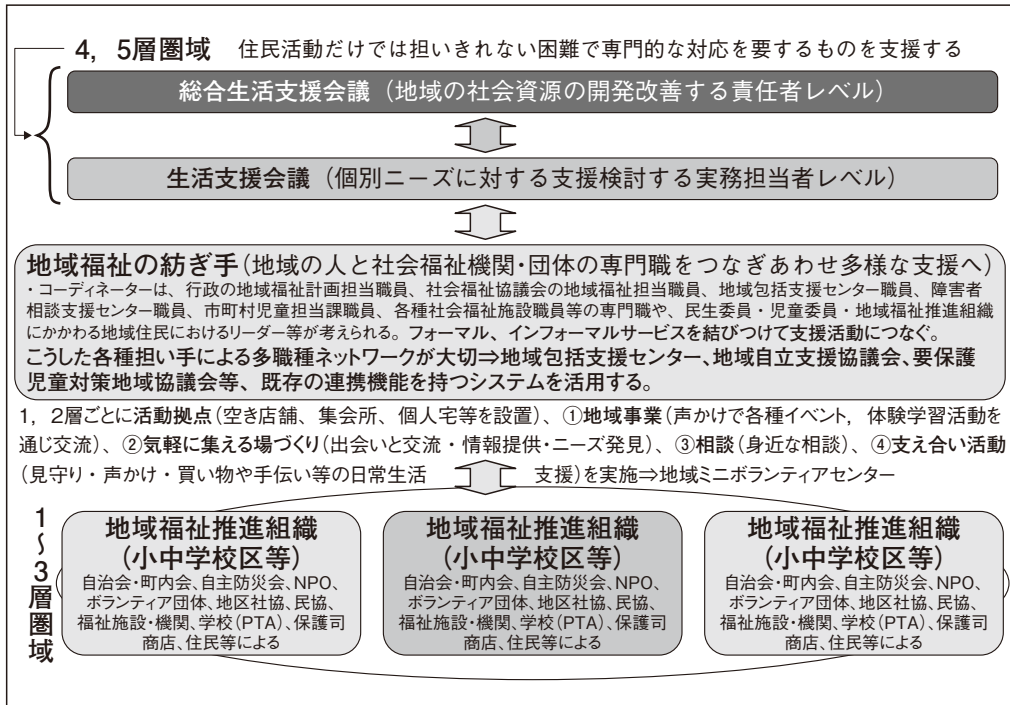 4，5層圏域　住民活動だけでは担いきれない困難で専門的な対応を要するものを支援する
総合生活支援会議（地域の社会資源の開発改善する責任者レベル）
生活支援会議（個別ニーズに対する支援検討する実務担当者レベル）
地域福祉の紡ぎ手（地域の人と社会福祉機関・団体の専門職をつなぎあわせ多様な支援へ）
・コーディネーターは、行政の地域福祉計画担当職員、社会福祉協議会の地域福祉担当職員、地域包括支援センター職員、障害者
相談支援センター職員、市町村児童担当課職員、各種社会福祉施設職員等の専門職や、民生委員・児童委員・地域福祉推進組織
にかかわる地域住民におけるリーダー等が考えられる。フォーマル、インフォーマルサービスを結びつけて支援活動につなぐ。
こうした各種担い手による多職種ネットワークが大切⇒地域包括支援センター、地域自立支援協議会、要保護
児童対策地域協議会等、既存の連携機能を持つシステムを活用する。
1，2層ごとに活動拠点（空き店舗、集会所、個人宅等を設置）、①地域事業（声かけで各種イベント，体験学習活動を
通じ交流）、②気軽に集える場づくり（出会いと交流・情報提供・ニーズ発見）、③相談（身近な相談）、④支え合い活動
（見守り・声かけ・買い物や手伝い等の日常生活　支援）を実施⇒地域ミニボランティアセンター
1～3層圏域
地域福祉推進組織
（小中学校区等）
自治会・町内会、自主防災会、NPO、
ボランティア団体、地区社協、民協、
福祉施設・機関、学校（PTA）、保護司
商店、住民等による
地域福祉推進組織
（小中学校区等）
自治会・町内会、自主防災会、NPO、
ボランティア団体、地区社協、民協、
福祉施設・機関、学校（PTA）、保護司
商店、住民等による
地域福祉推進組織
（小中学校区等）
自治会・町内会、自主防災会、NPO、
ボランティア団体、地区社協、民協、
福祉施設・機関、学校（PTA）、保護司
商店、住民等による